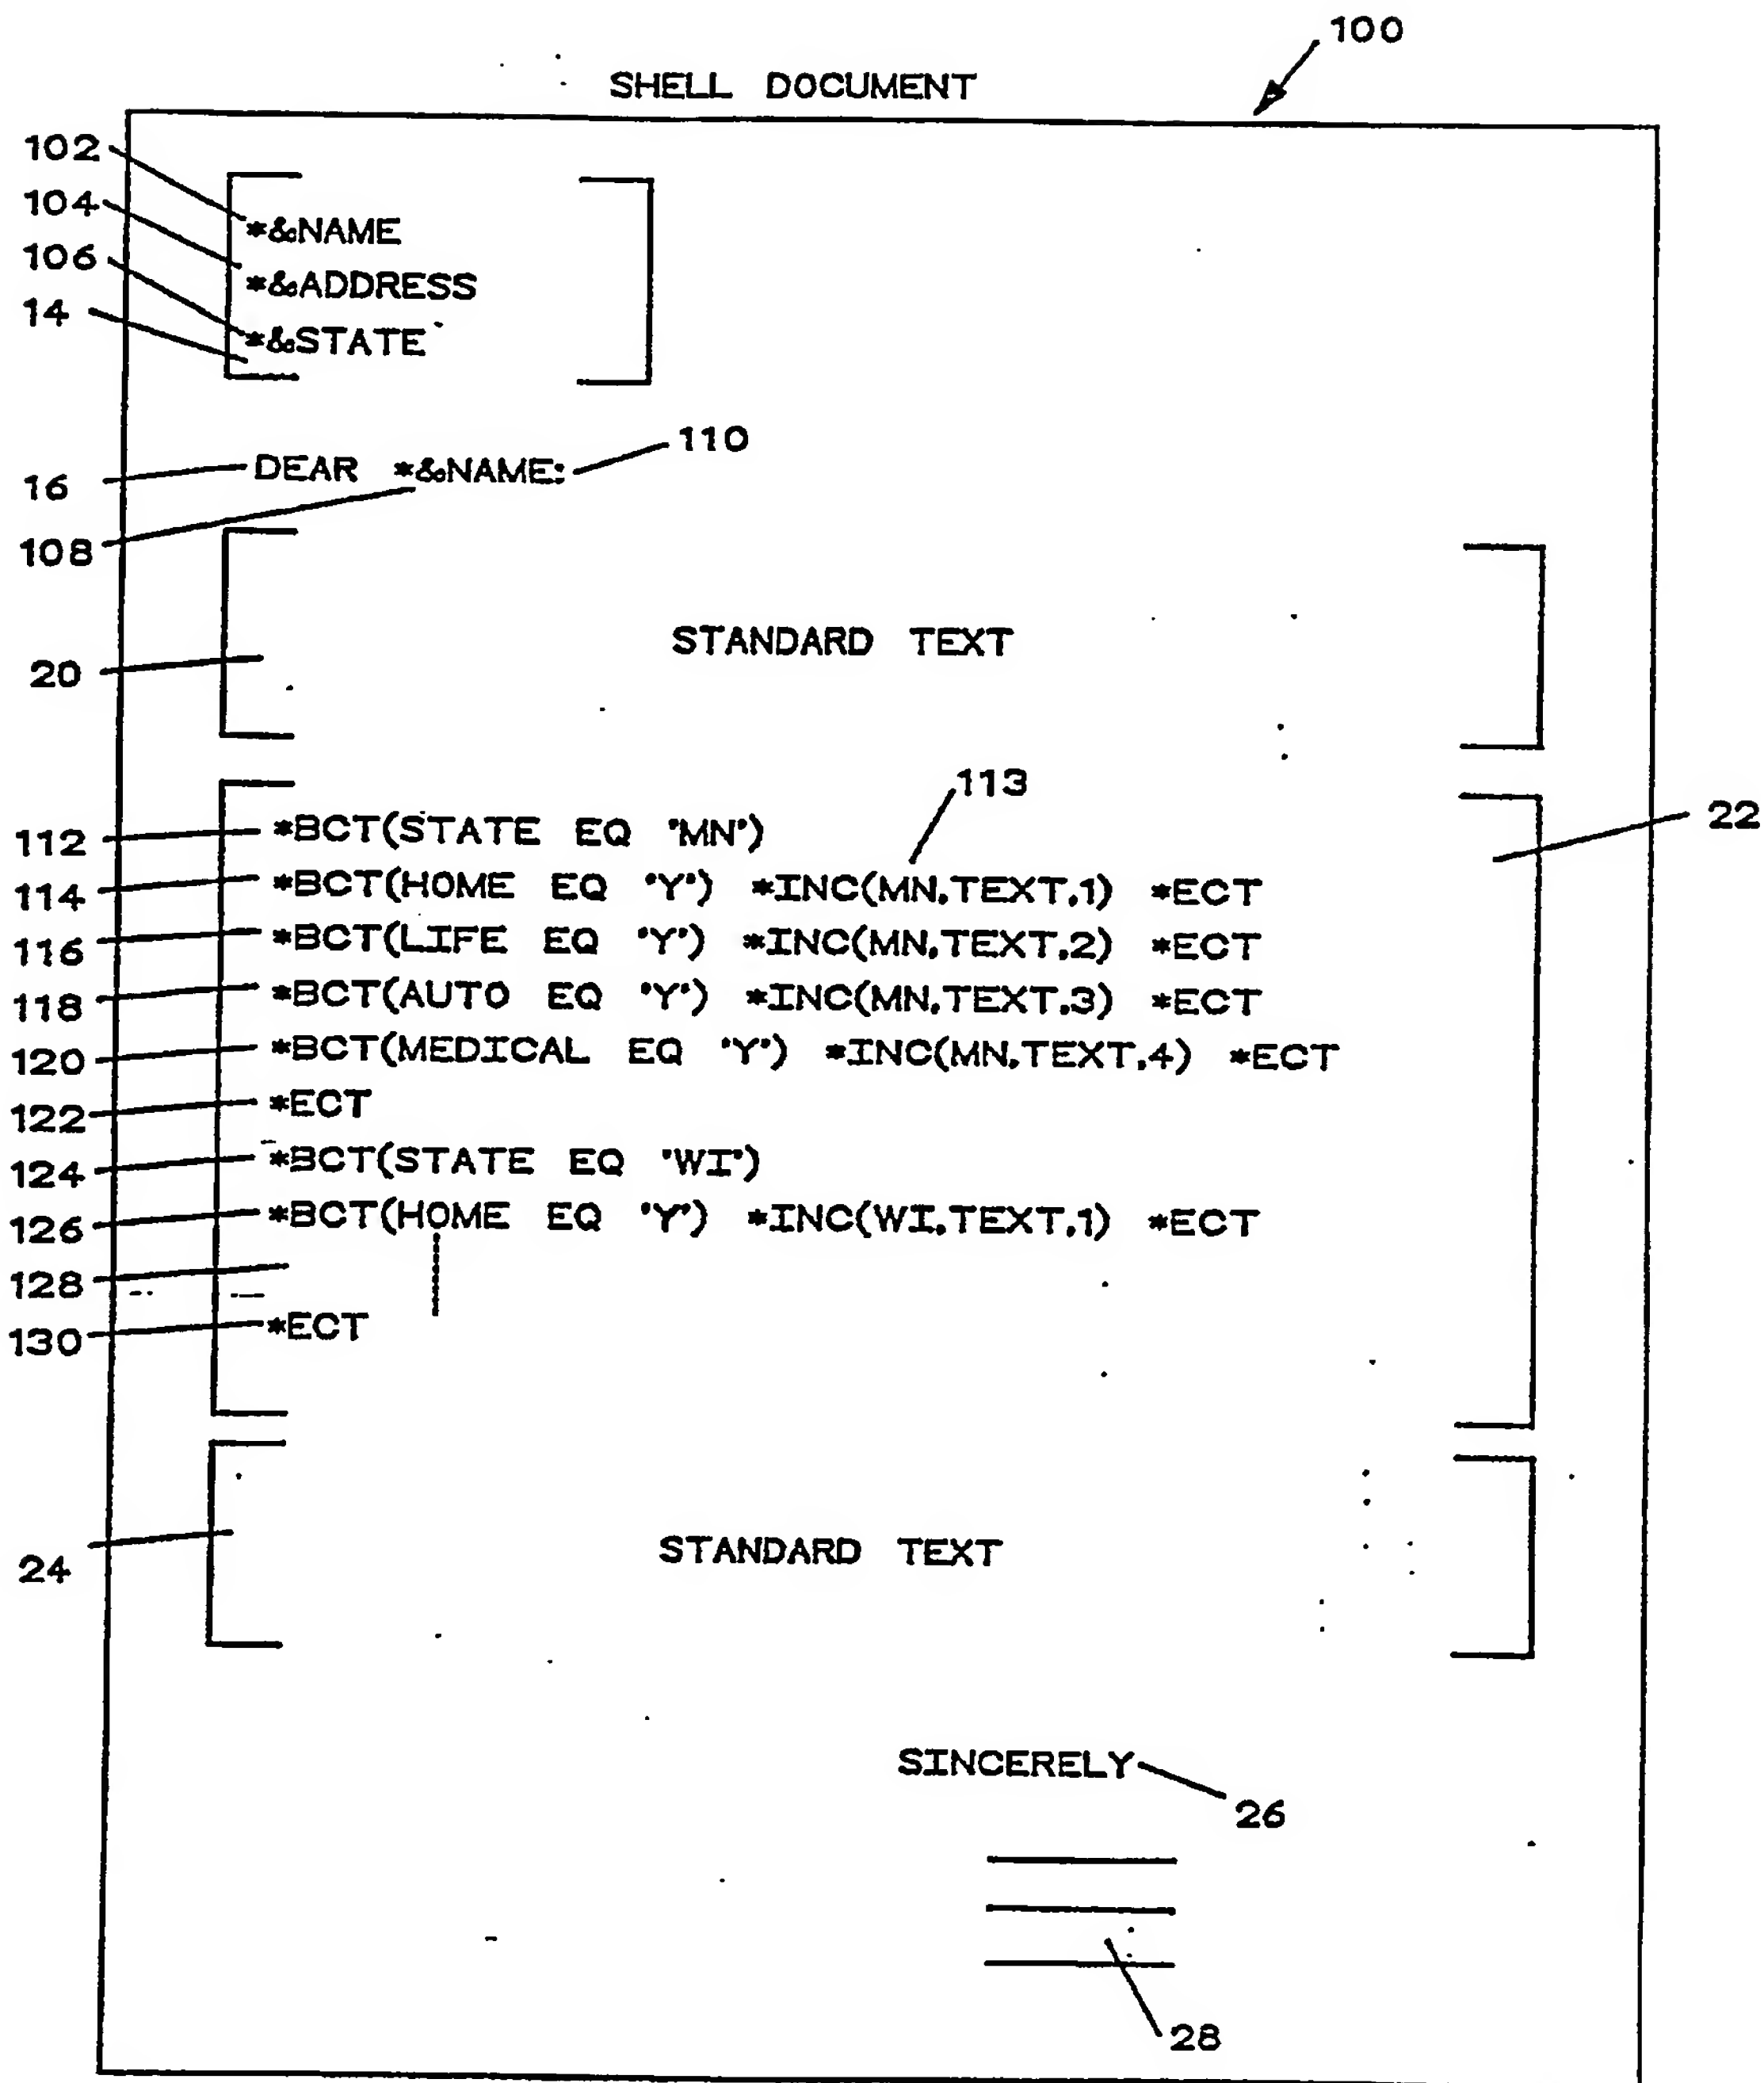 100
SHELL DOCUMENT
102
104
106
14
*&NAME
*&ADDRESS
*&STATE
110
16 DEAR *&NAME:
108
STANDARD TEXT
20
113
22
112 *BCT(STATE EQ 'MN')
114 *BCT(HOME EQ 'Y') *INC(MN.TEXT.1) *ECT
116 *BCT(LIFE EQ 'Y') *INC(MN.TEXT.2) *ECT
118 *BCT(AUTO EQ 'Y') *INC(MN.TEXT.3) *ECT
120 *BCT(MEDICAL EQ 'Y') *INC(MN.TEXT.4) *ECT
122 *ECT
124 *BCT(STATE EQ 'WI')
126 *BCT(HOME EQ 'Y') *INC(WI.TEXT.1) *ECT
128
130 *ECT
24
STANDARD TEXT
SINCERELY
26
28